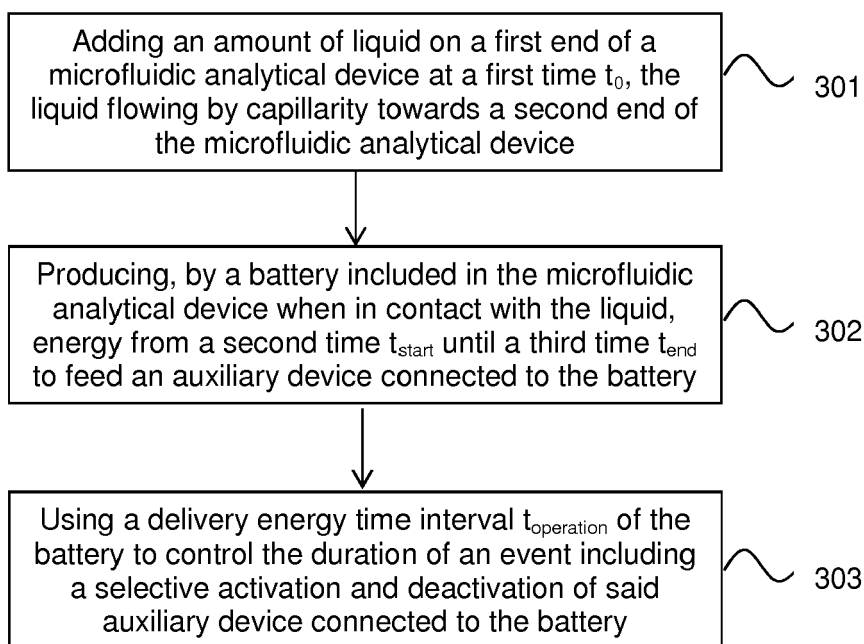 Adding an amount of liquid on a first end of a
microfluidic analytical device at a first time t0, the
liquid flowing by capillarity towards a second end of
the microfluidic analytical device
301
Producing, by a battery included in the microfluidic
analytical device when in contact with the liquid,
energy from a second time tstart until a third time tend
to feed an auxiliary device connected to the battery
302
Using a delivery energy time interval toperation of the
battery to control the duration of an event including
a selective activation and deactivation of said
auxiliary device connected to the battery
303